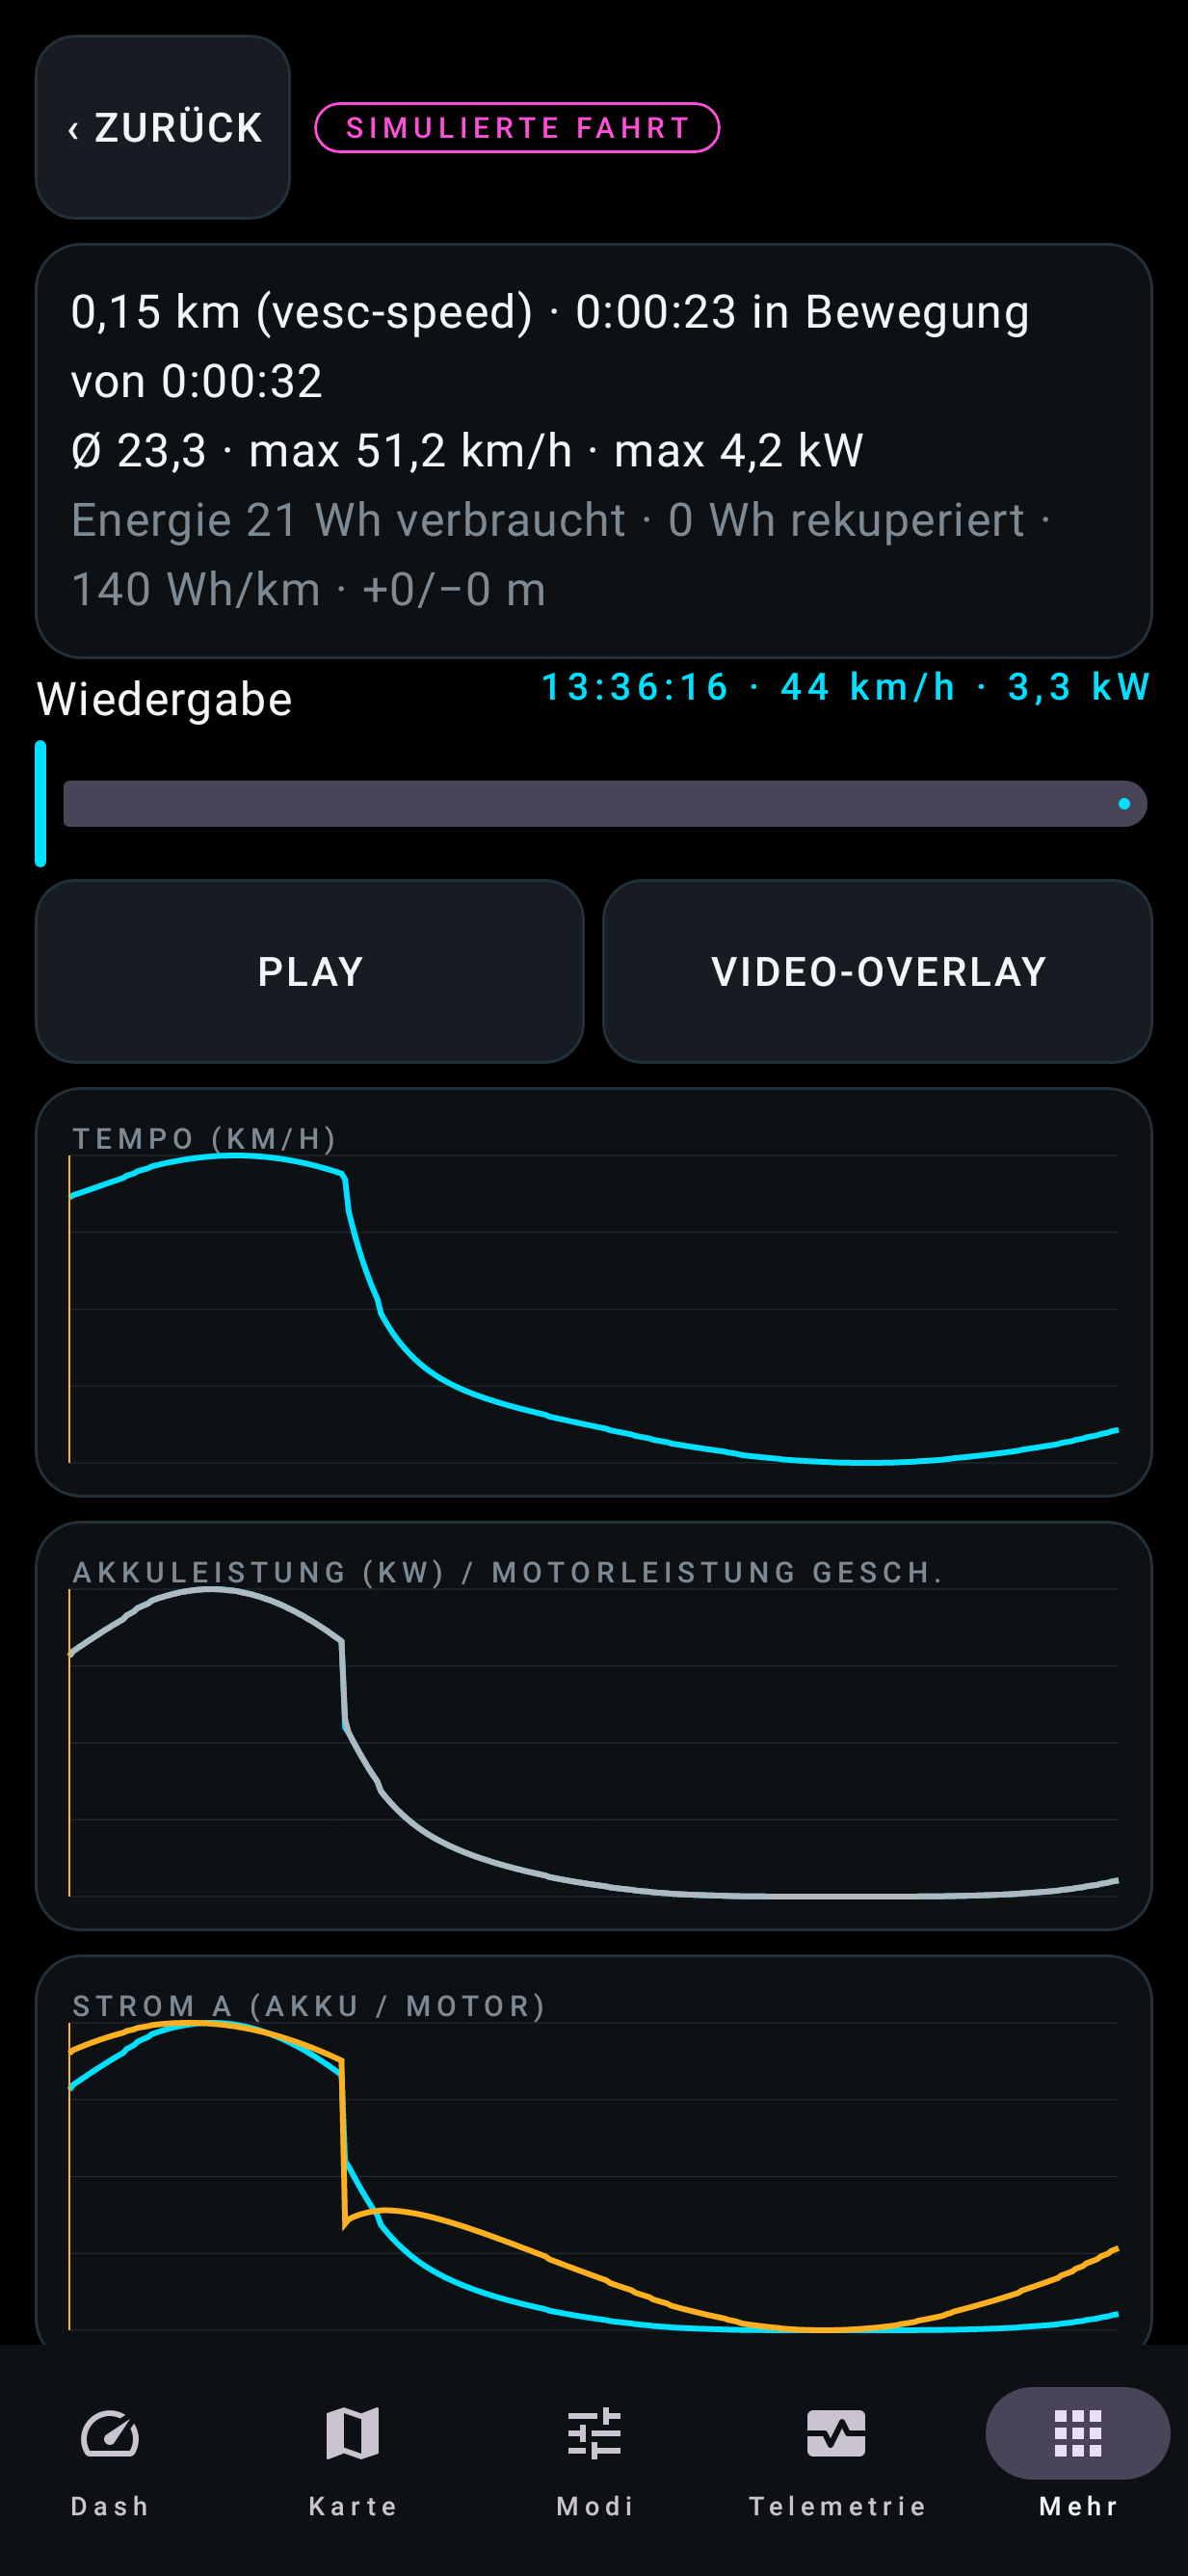 ‹ ZURÜCK
SIMULIERTE FAHRT
0,15 km (vesc-speed) · 0:00:23 in Bewegung
von 0:00:32
Ø 23,3 · max 51,2 km/h · max 4,2 kW
Energie 21 Wh verbraucht · 0 Wh rekuperiert ·
140 Wh/km · +0/−0 m
Wiedergabe
13:36:16 · 44 km/h · 3,3 kW
PLAY
VIDEO-OVERLAY
TEMPO (KM/H)
AKKULEISTUNG (KW) / MOTORLEISTUNG GESCH.
STROM A (AKKU / MOTOR)
Dash
Karte
Modi
Telemetrie
Mehr